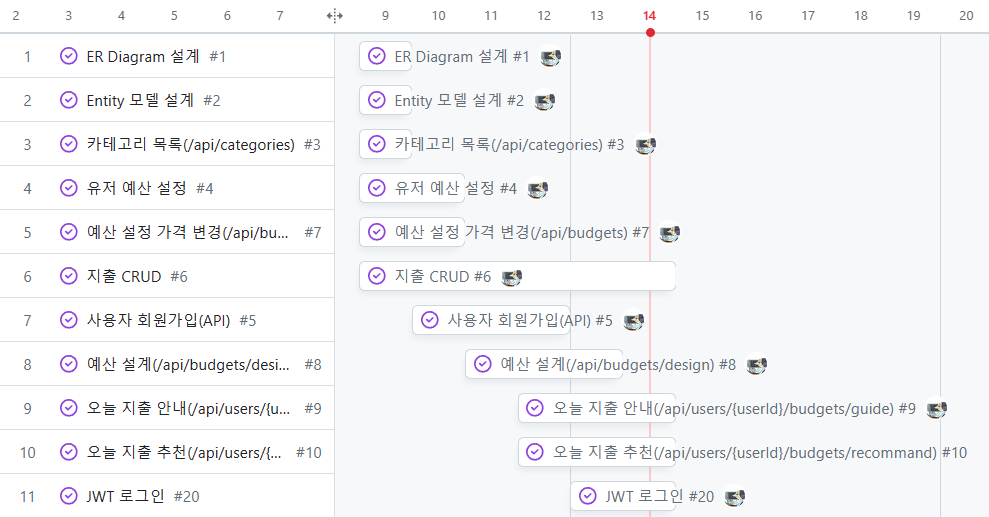 2 3 4 5 6 7 9 10 11 12 13 14 15 16 17 18 19 20
1 ER Diagram 설계 #1 ER Diagram 설계 #1
2 Entity 모델 설계 #2 Entity 모델 설계 #2
3 카테고리 목록(/api/categories) #3 카테고리 목록(/api/categories) #3
4 유저 예산 설정 #4 유저 예산 설정 #4
5 예산 설정 가격 변경(/api/bu... #7 예산 설정 가격 변경(/api/budgets) #7
6 지출 CRUD #6 지출 CRUD #6
7 사용자 회원가입(API) #5 사용자 회원가입(API) #5
8 예산 설계(/api/budgets/desi... #8 예산 설계(/api/budgets/design) #8
9 오늘 지출 안내(/api/users/{u... #9 오늘 지출 안내(/api/users/{userId}/budgets/guide) #9
10 오늘 지출 추천(/api/users/{... #10 오늘 지출 추천(/api/users/{userId}/budgets/recommand) #10
11 JWT 로그인 #20 JWT 로그인 #20